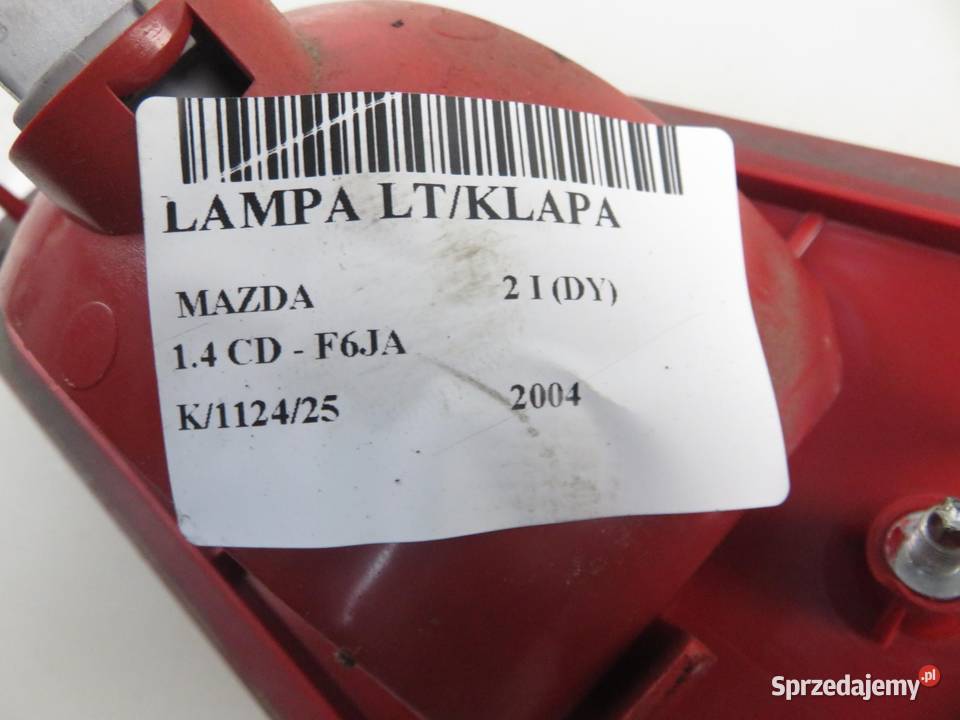 LAMPA LT/KLAPA
MAZDA 2 I (DY)
1.4 CD - F6JA
K/1124/25 2004
Sprzedajemy.pl